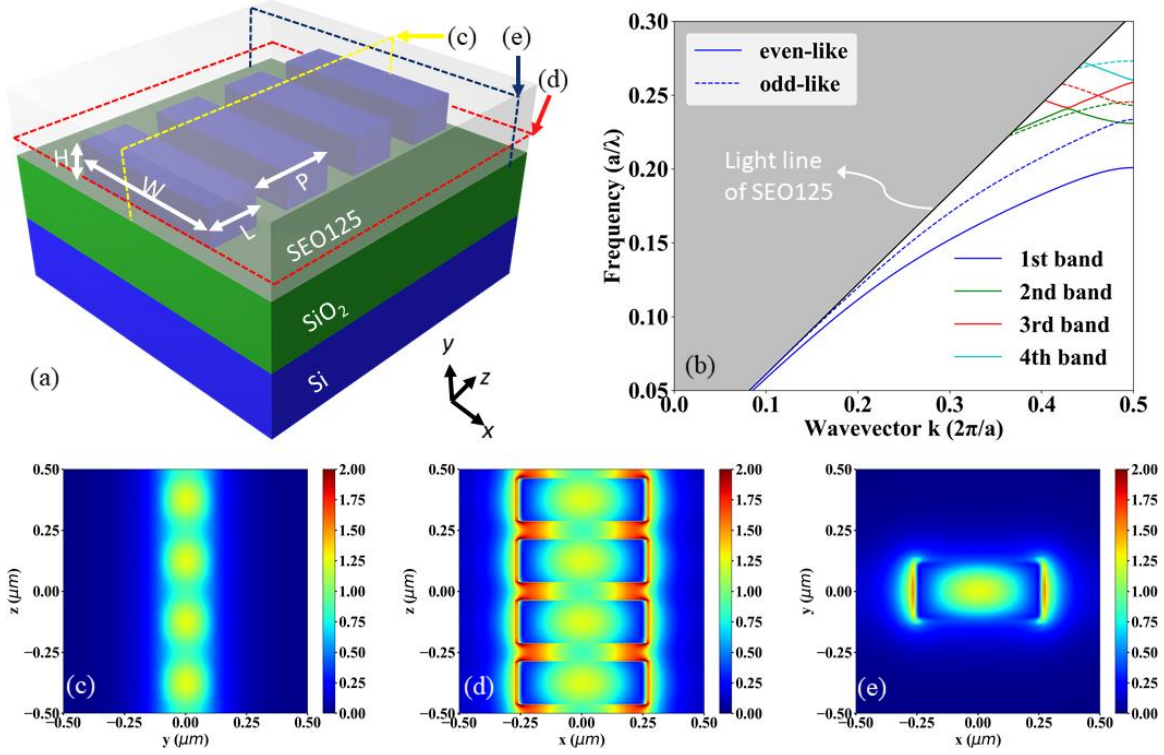 (c)
(e)
(d)
H
W
P
L
SEO125
SiO2
Si
(a)
y
z
x
0.30
0.25
0.20
0.15
0.10
0.05
Frequency (a/λ)
even-like
odd-like
Light line
of SEO125
1st band
2nd band
3rd band
4th band
(b)
0.0
0.1
0.2
0.3
0.4
0.5
Wavevector k (2π/a)
0.50
0.25
0.00
−0.25
−0.50
z (μm)
(c)
−0.50
−0.25
0.00
0.25
0.50
y (μm)
2.00
1.75
1.50
1.25
1.00
0.75
0.50
0.25
0.00
0.50
0.25
0.00
−0.25
−0.50
z (μm)
(d)
−0.50
−0.25
0.00
0.25
0.50
x (μm)
2.00
1.75
1.50
1.25
1.00
0.75
0.50
0.25
0.00
0.50
0.25
0.00
−0.25
−0.50
y (μm)
(e)
−0.50
−0.25
0.00
0.25
0.50
x (μm)
2.00
1.75
1.50
1.25
1.00
0.75
0.50
0.25
0.00